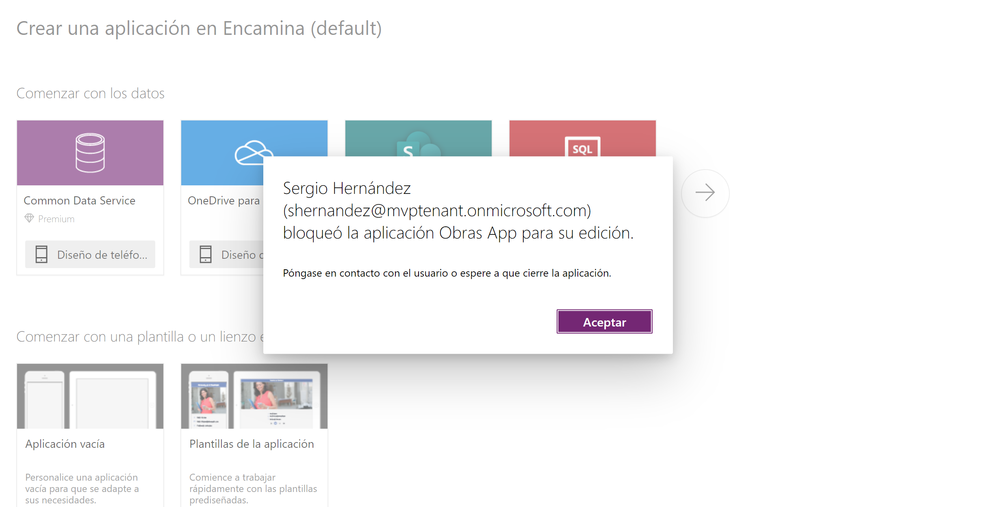 Crear una aplicación en Encamina (default)
Comenzar con los datos
S
SQL
Common Data Service
Premium
Diseño de teléfo...
OneDrive para
Diseño
Sergio Hernández
(shernandez@mvptenant.onmicrosoft.com)
bloqueó la aplicación Obras App para su edición.
Póngase en contacto con el usuario o espere a que cierre la aplicación.
Aceptar
Comenzar con una plantilla o un lienzo
Aplicación vacía
Personalice una aplicación
vacía para que se adapte a
sus necesidades.
Plantillas de la aplicación
Comience a trabajar
rápidamente con las plantillas
prediseñadas.